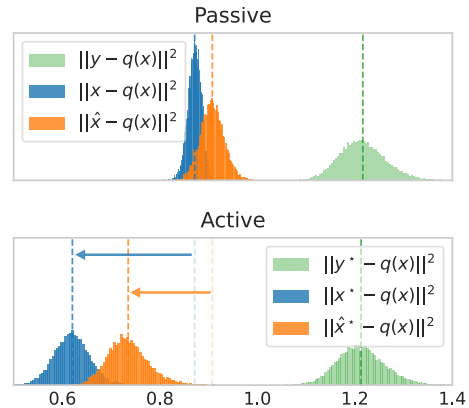 Passive
||y − q(x)||²
||x − q(x)||²
||x̂ − q(x)||²
Active
||y⋆ − q(x)||²
||x⋆ − q(x)||²
||x̂⋆ − q(x)||²
0.6 0.8 1.0 1.2 1.4